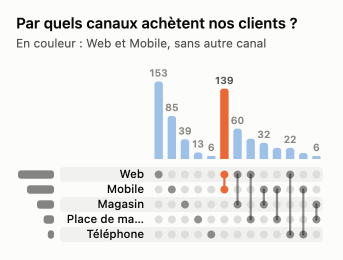 Par quels canaux achètent nos clients ?
En couleur : Web et Mobile, sans autre canal
153
85
39
13
6
139
60
32
22
6
Web
Mobile
Magasin
Place de ma...
Téléphone